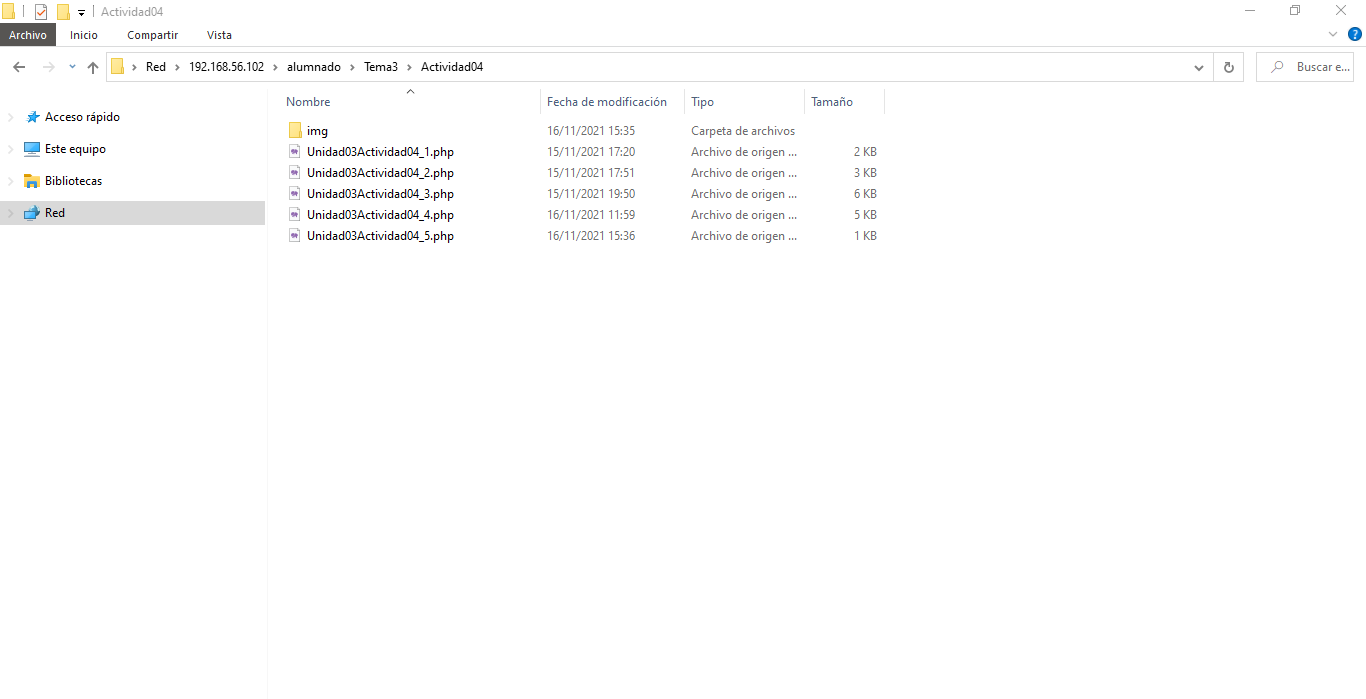 Actividad04
Archivo Inicio Compartir Vista
Red 192.168.56.102 alumnado Tema3 Actividad04 Buscar e...
Nombre Fecha de modificación Tipo Tamaño
Acceso rápido
Este equipo
Bibliotecas
Red
img 16/11/2021 15:35 Carpeta de archivos
Unidad03Actividad04_1.php 15/11/2021 17:20 Archivo de origen ... 2 KB
Unidad03Actividad04_2.php 15/11/2021 17:51 Archivo de origen ... 3 KB
Unidad03Actividad04_3.php 15/11/2021 19:50 Archivo de origen ... 6 KB
Unidad03Actividad04_4.php 16/11/2021 11:59 Archivo de origen ... 5 KB
Unidad03Actividad04_5.php 16/11/2021 15:36 Archivo de origen ... 1 KB